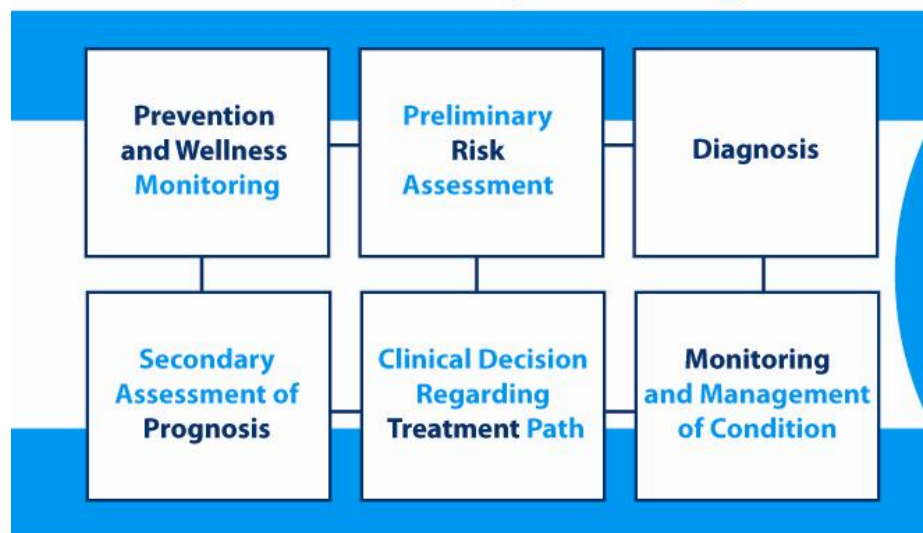 Prevention
and Wellness
Monitoring
Preliminary
Risk
Assessment
Diagnosis
Secondary
Assessment of
Prognosis
Clinical Decision
Regarding
Treatment Path
Monitoring
and Management
of Condition